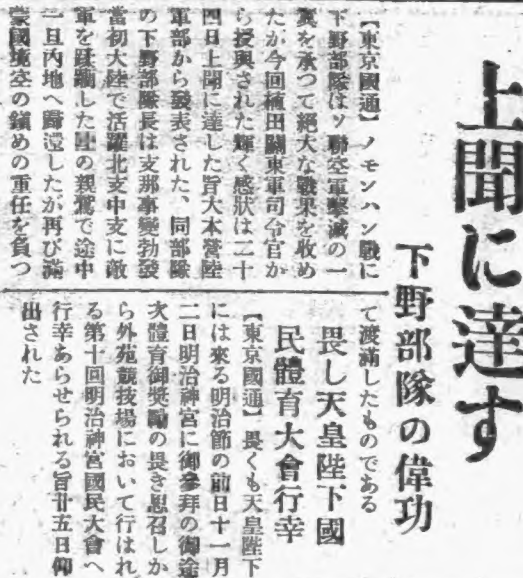 上聞に達す
下野部隊の偉功
【東京國通】ノモンハン戰に
下野部隊はソ聯空軍擊滅の一
翼を承つて絕大な戰果を收め
たが今回植田關東軍司令官か
ら授與された輝く感狀は二十
四日上聞に達した旨大本營陸
軍部から發表された、同部隊
の下野部隊長は支那事變勃發
當初大陸で活躍北支中支に敵
軍を蹂躪した陸の親鷲で途中
一旦內地へ歸還したが再び滿
蒙國境空の鎭めの重任を負つ
て渡滿したものである
畏し天皇陛下國
民體育大會行幸
【東京國通】畏くも天皇陛下
には來る明治節の前日十一月
二日明治神宮に御參拜の御途
次體育御獎勵の畏き思召しか
ら外苑競技場において行はれ
る第十回明治神宮國民大會へ
行幸あらせられる旨廿五日仰
出された